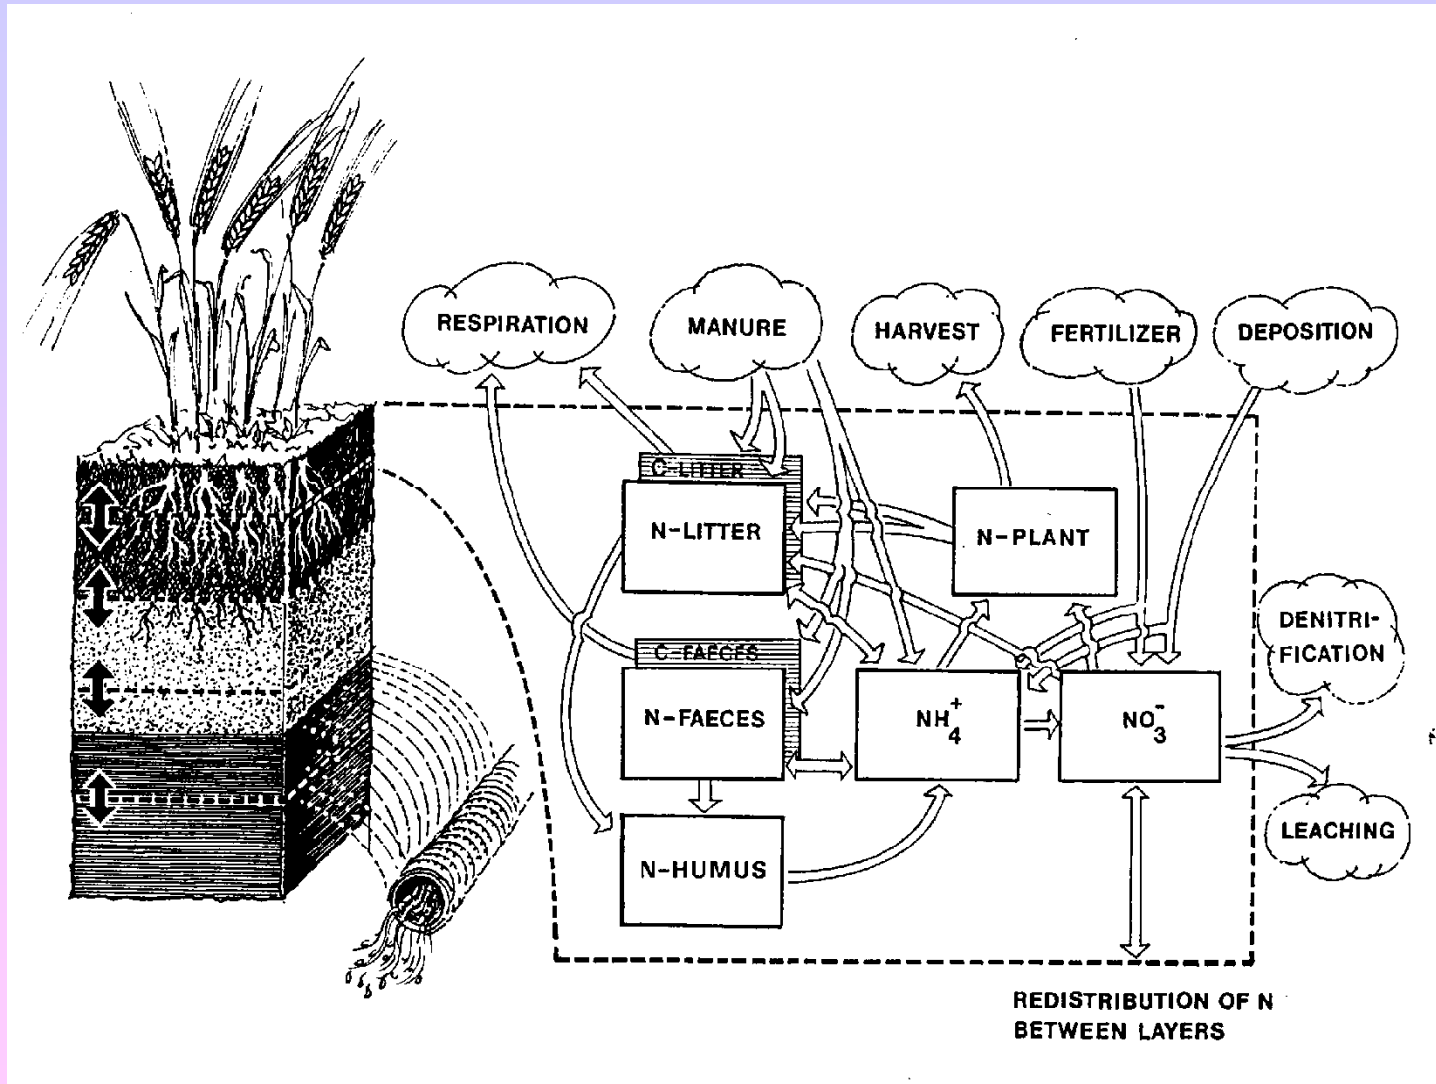 RESPIRATION
MANURE
HARVEST
FERTILIZER
DEPOSITION
C-LITTER
N-LITTER
N-PLANT
DENITRI-
FICATION
C-FAECES
N-FAECES
NH₄⁺
NO₃⁻
LEACHING
N-HUMUS
REDISTRIBUTION OF N
BETWEEN LAYERS